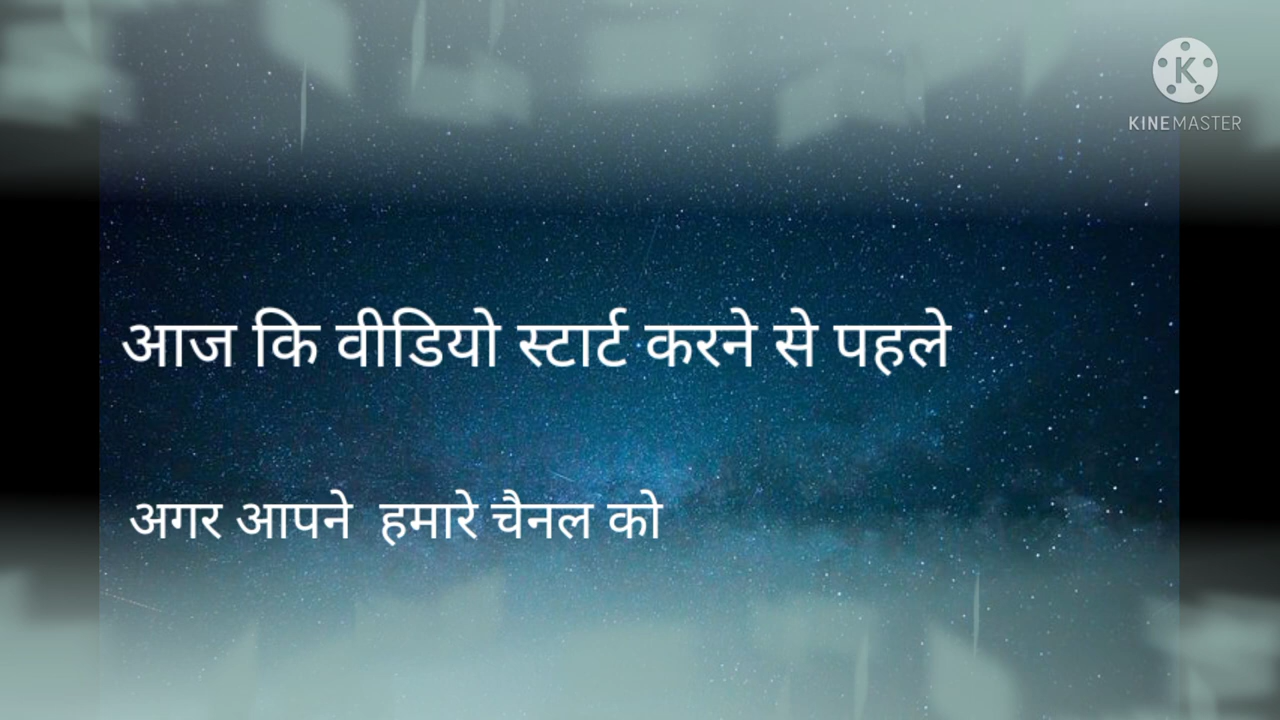 KINEMASTER
आज कि वीडियो स्टार्ट करने से पहले
अगर आपने हमारे चैनल को